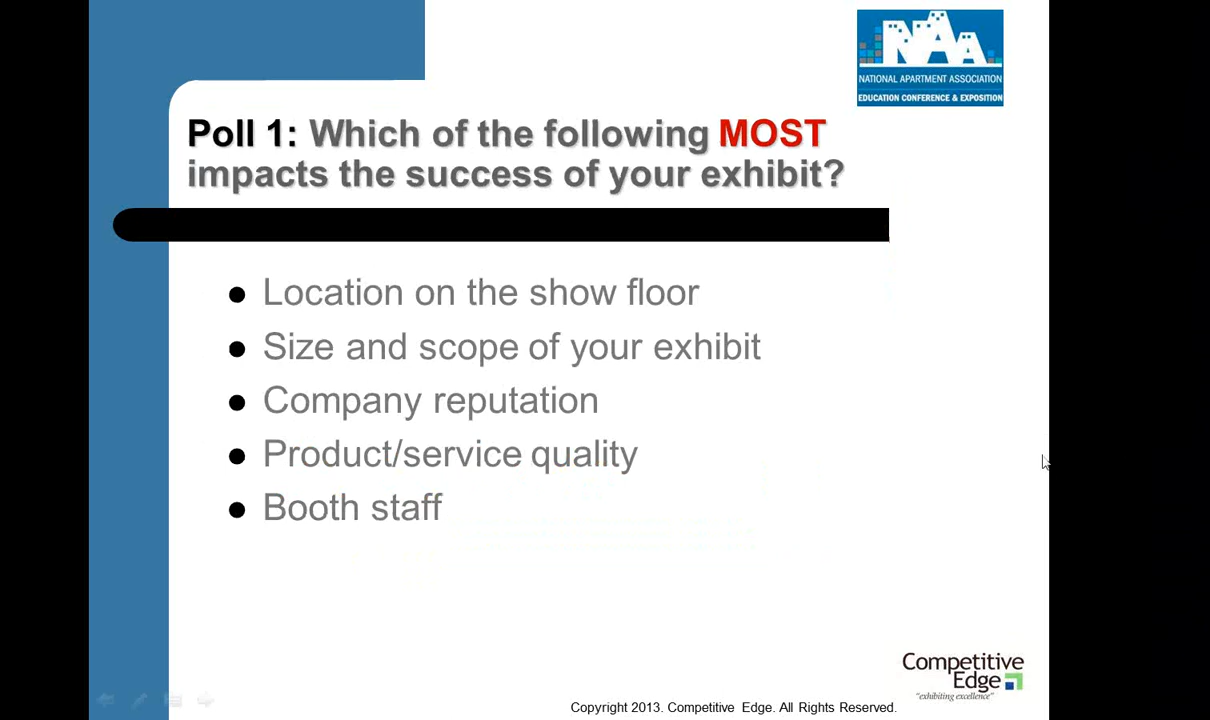 NAA
NATIONAL APARTMENT ASSOCIATION
EDUCATION CONFERENCE & EXPOSITION
Poll 1: Which of the following MOST
impacts the success of your exhibit?
Location on the show floor
Size and scope of your exhibit
Company reputation
Product/service quality
Booth staff
Competitive
Edge
"exhibiting excellence"
Copyright 2013. Competitive Edge. All Rights Reserved.